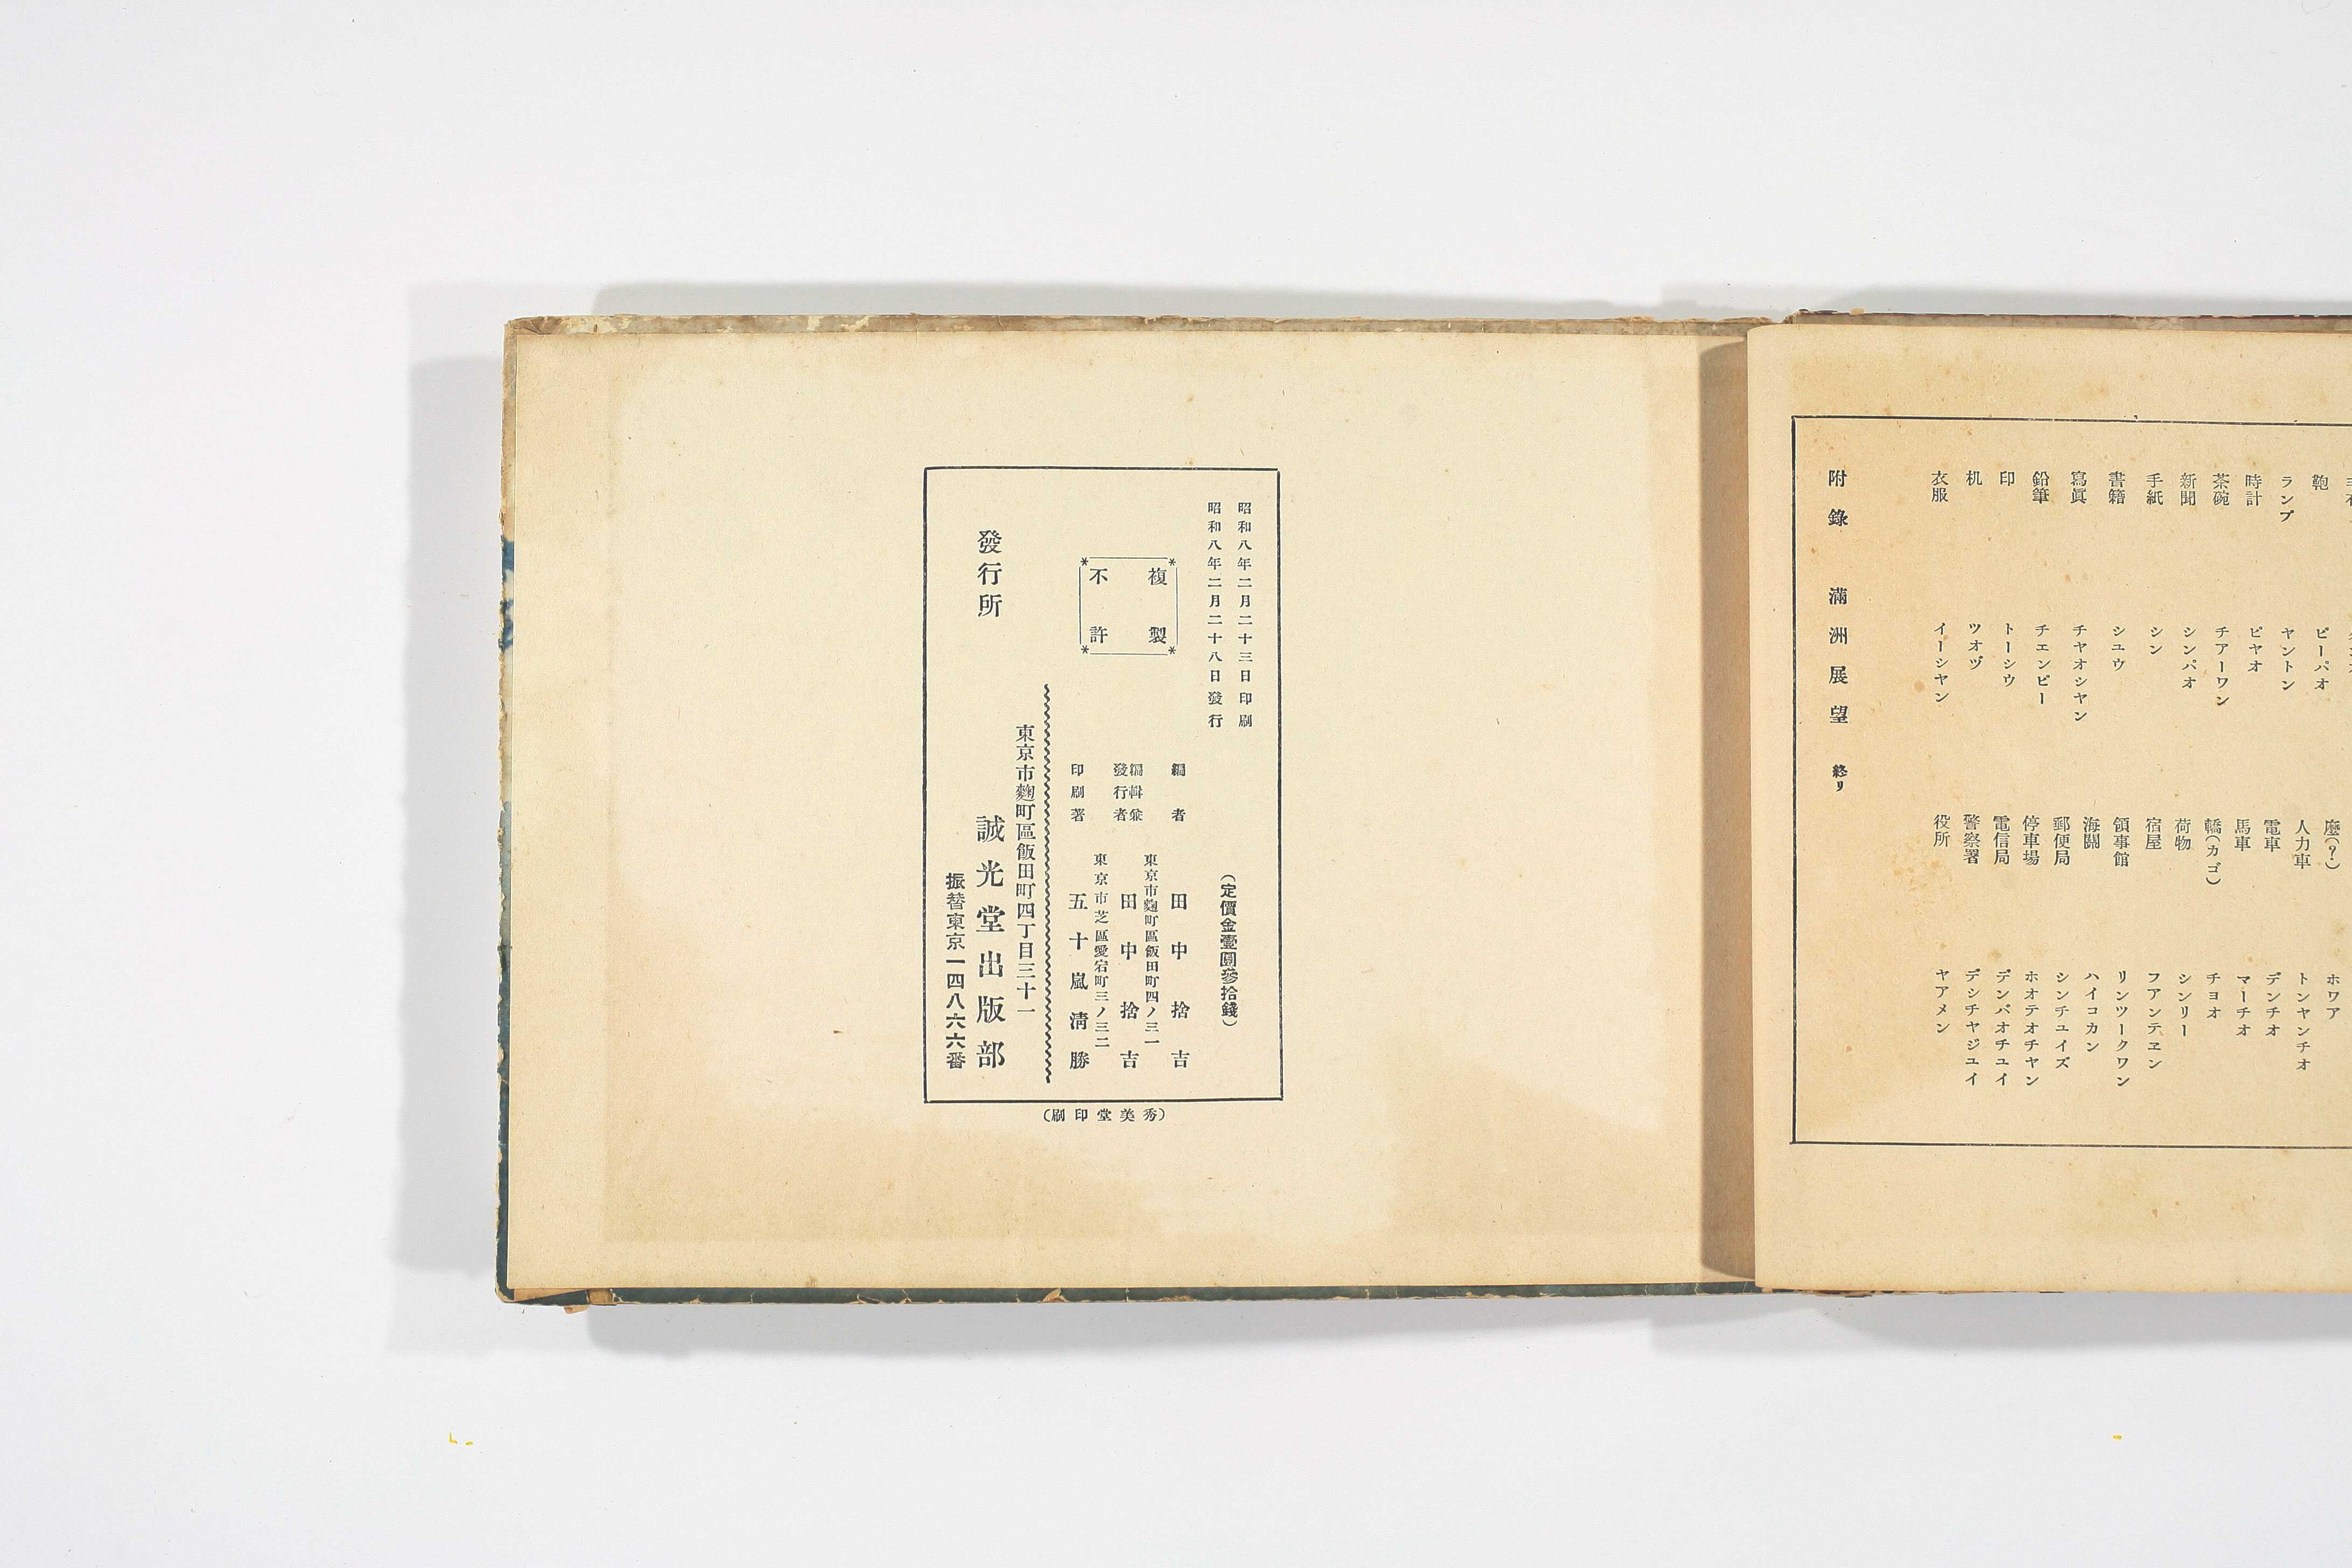 鞄
ピーパオ
麼(?)
ホワア
ランプ
ヤントン
人力車
トンヤンチオ
時計
ピヤオ
電車
デンチオ
茶碗
チアーワン
馬車
マーチオ
新聞
シンパオ
轎(カゴ)
チヨオ
手紙
シン
荷物
シンリー
書籍
シユウ
宿屋
フアンテヱン
寫眞
チヤオシヤン
領事館
リンツークワン
鉛筆
チエンピー
海關
ハイコカン
印
トーシウ
郵便局
シンチユイズ
机
ツオヅ
停車場
ホオテオチヤン
衣服
イーシヤン
電信局
デンパオチユイ
警察署
デシチヤジユイ
役所
ヤアメン
附錄 滿洲展望 終リ
昭和八年二月二十三日印刷
昭和八年二月二十八日發行
(定價金壹圓參拾錢)
複製
不許
編者 田中捨吉
東京市麴町區飯田町四ノ三一
編輯兼
發行者 田中捨吉
東京市芝區愛宕町三ノ三二
印刷著 五十嵐淸勝
東京市麴町區飯田町四丁目三十一
發行所 誠光堂出版部
振替東京一四八六六番
(刷印堂美秀)